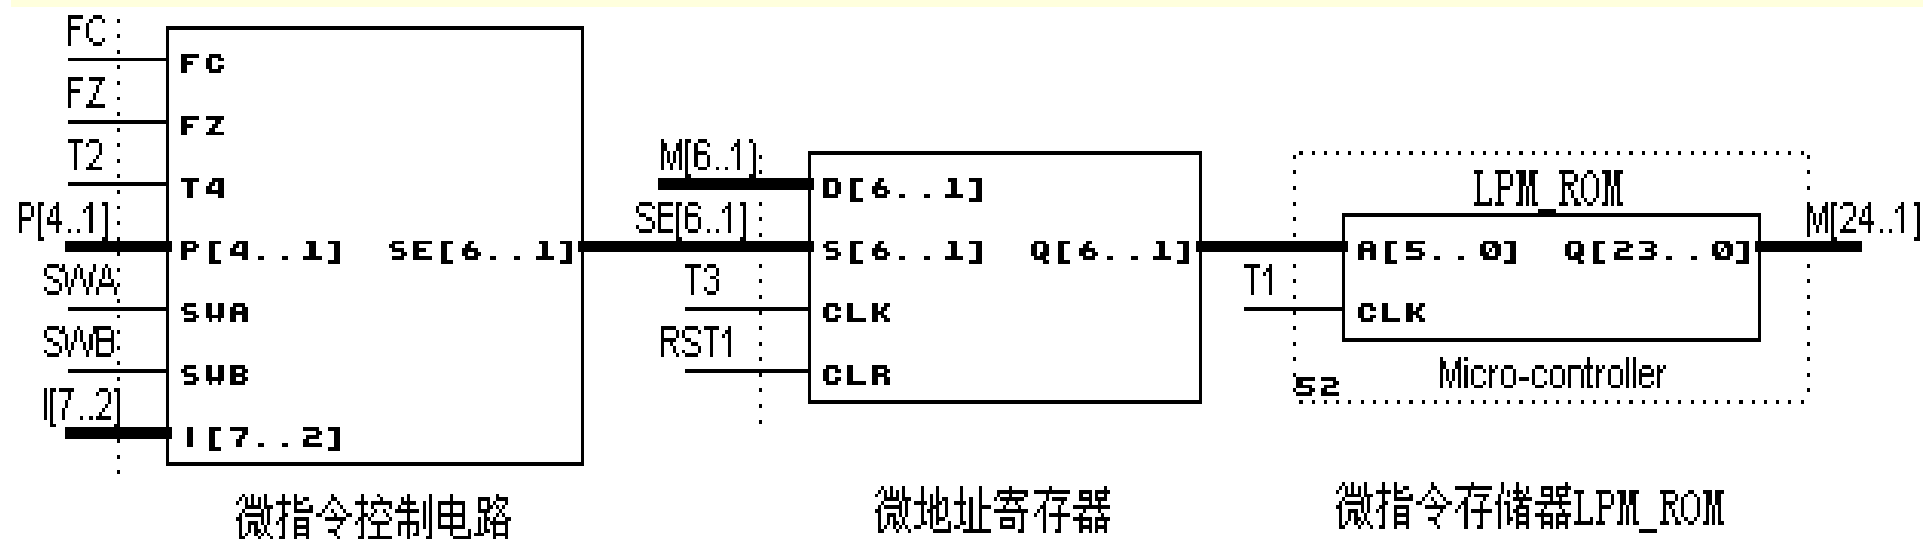 FC
FC
FZ
FZ
T2
T4
P[4..1]
P[4..1] SE[6..1]
SWA
SWA
SWB
SWB
I[7..2]
I[7..2]
微指令控制电路
M[6..1]
D[6..1]
SE[6..1]
S[6..1] Q[6..1]
T3
CLK
RST1
CLR
微地址寄存器
LPM_ROM
M[24..1]
A[5..0] Q[23..0]
T1
CLK
52
Micro-controller
微指令存储器LPM_ROM